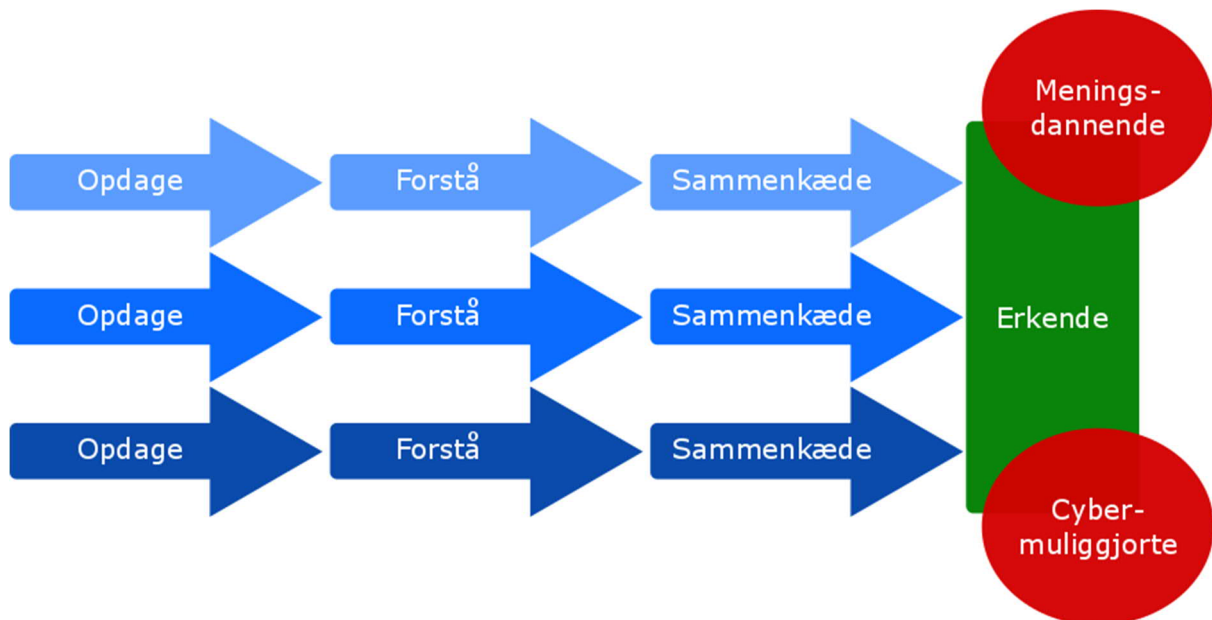 Menings-
dannende
Opdage
Forstå
Sammenkæde
Opdage
Forstå
Sammenkæde
Erkende
Opdage
Forstå
Sammenkæde
Cyber-
muliggjorte